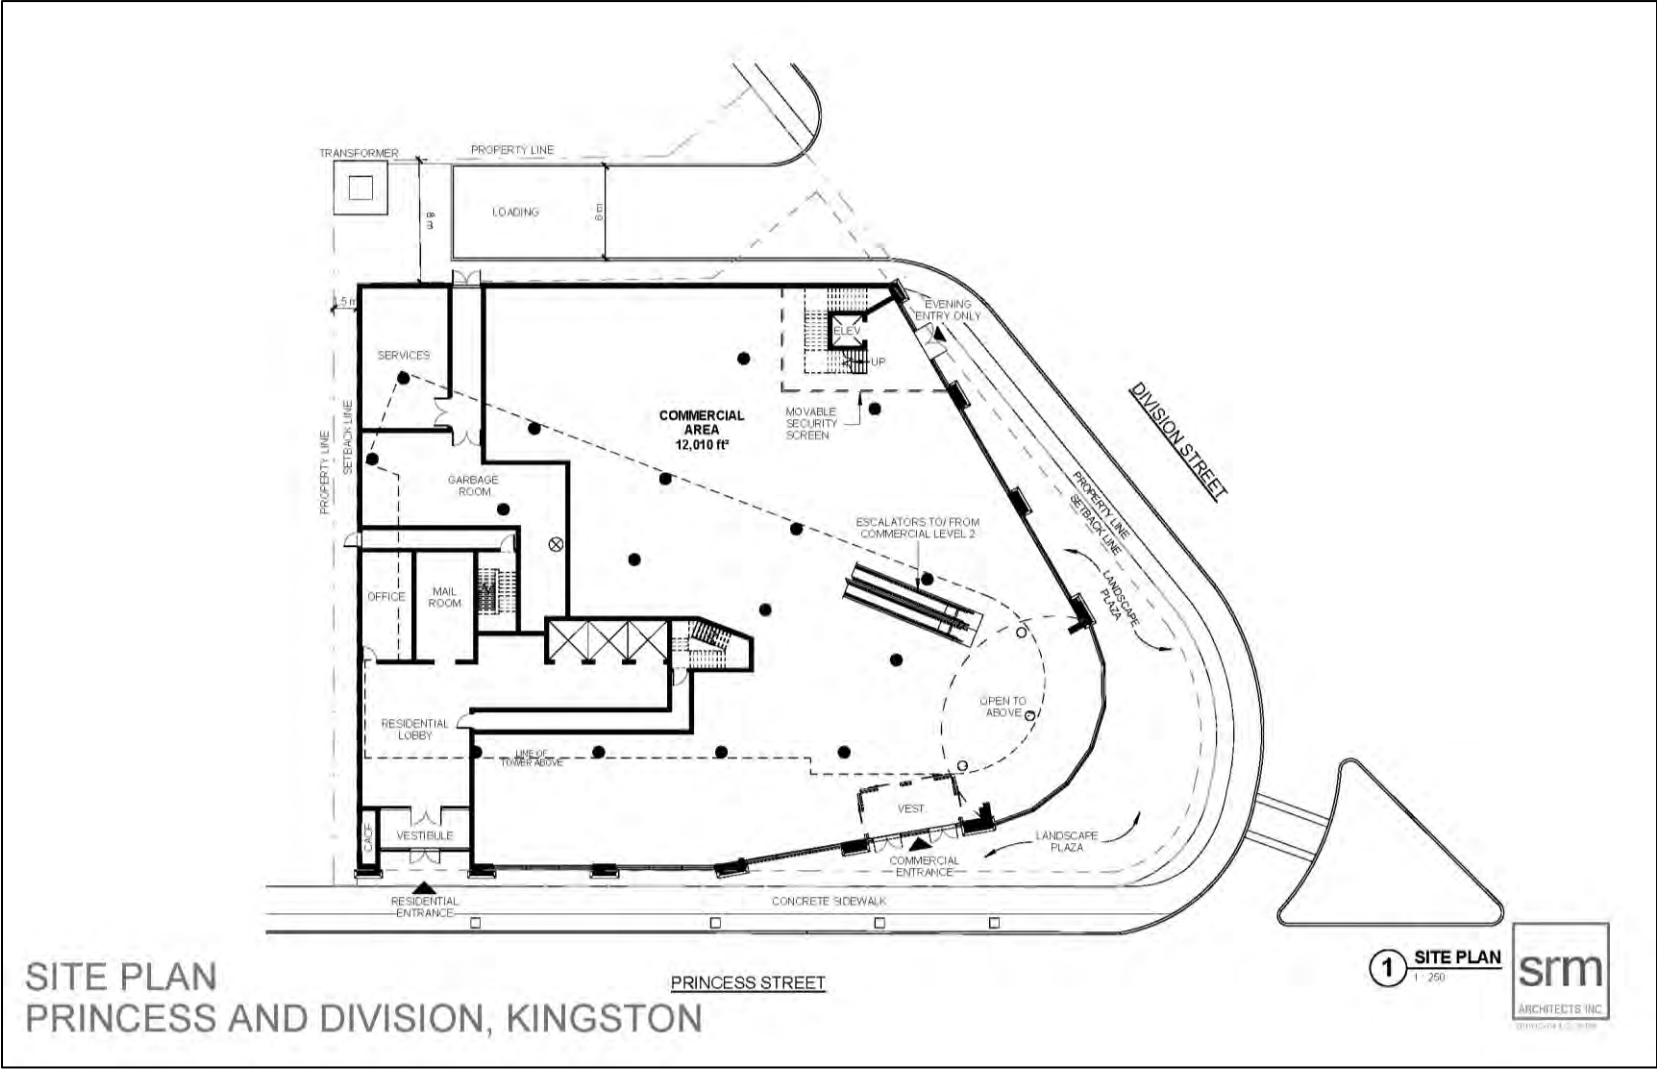 TRANSFORMER
PROPERTY LINE
8 m
LOADING
6 m
.5 m
EVENING
ENTRY ONLY
ELEV
UP
SERVICES
PROPERTY LINE
SETBACK LINE
COMMERCIAL
AREA
12,010 ft²
MOVABLE
SECURITY
SCREEN
DIVISION STREET
GARBAGE
ROOM
PROPERTY LINE
SETBACK LINE
ESCALATORS TO/ FROM
COMMERCIAL LEVEL 2
LANDSCAPE
PLAZA
OFFICE
MAIL
ROOM
OPEN TO
ABOVE
RESIDENTIAL
LOBBY
LINE OF
TOWER ABOVE
VEST.
CACF
VESTIBULE
LANDSCAPE
PLAZA
COMMERCIAL
ENTRANCE
RESIDENTIAL
ENTRANCE
CONCRETE SIDEWALK
PRINCESS STREET
SITE PLAN
PRINCESS AND DIVISION, KINGSTON
1 SITE PLAN
1 : 250
srm
ARCHITECTS INC